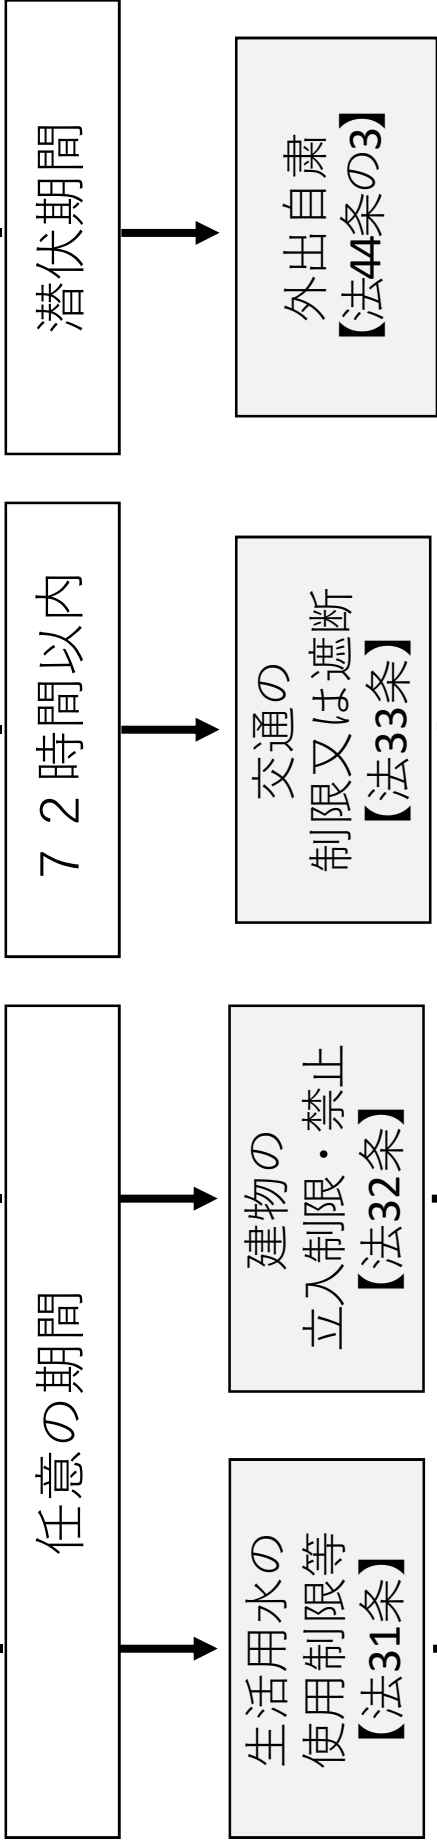 任意の期間
７２時間以内
潜伏期間
生活用水の
使用制限等
【法31条】
建物の
立入制限・禁止
【法32条】
交通の
制限又は遮断
【法33条】
外出自粛
【法44条の3】